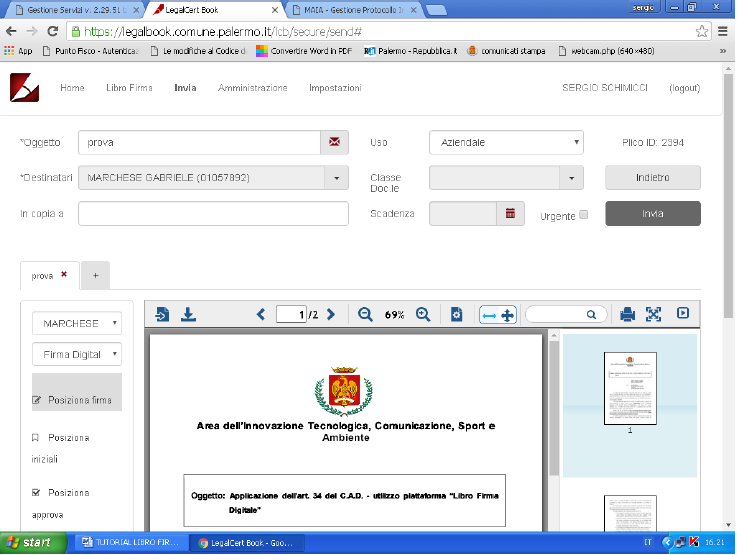 sergio
Gestione Servizi v. 2.29.51
LegalCert Book
MAIA - Gestione Protocollo I
https://legalbook.comune.palermo.it/lcb/secure/send#
App
Punto Fisco - Autenticaz
Le modifiche al Codice d
Convertire Word in PDF
Palermo - Repubblica.it
comunicati stampa
webcam.php (640×480)
»
Home
Libro Firma
Invia
Amministrazione
Impostazioni
SERGIO SCHIMICCI
(logout)
*Oggetto
prova
Uso
Aziendale
Plico ID: 2394
*Destinatari
MARCHESE GABRIELE (01057892)
Classe
Doc.le
Indietro
In copia a
Scadenza
Urgente
Invia
prova
+
MARCHESE
Firma Digital
Posiziona firma
Posiziona
iniziali
Posiziona
approva
1 /2
69%
Area dell'Innovazione Tecnologica, Comunicazione, Sport e
Ambiente
Oggetto: Applicazione dell'art. 34 del C.A.D. - utilizzo piattaforma "Libro Firma
Digitale"
1
start
TUTORIAL LIBRO FIR...
LegalCert Book - Goo...
IT
16.21